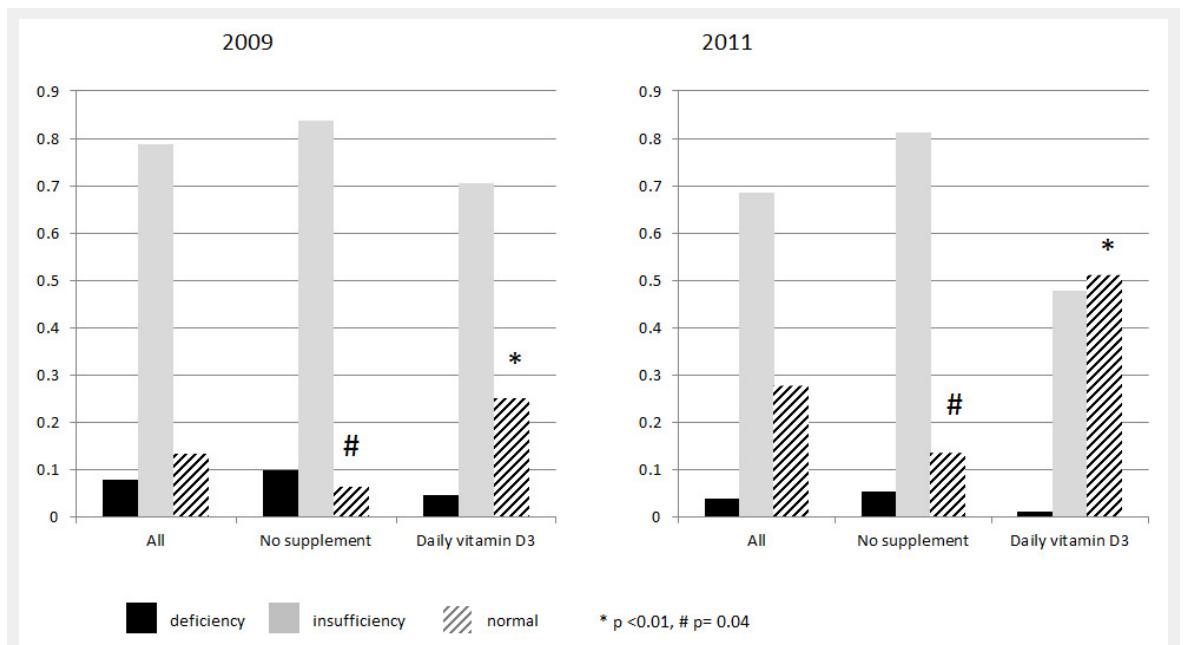 2009
2011
0.9
0.8
0.7
0.6
0.5
0.4
0.3
0.2
0.1
0
#
*
All
No supplement
Daily vitamin D3
0.9
0.8
0.7
0.6
0.5
0.4
0.3
0.2
0.1
0
#
*
All
No supplement
Daily vitamin D3
deficiency
insufficiency
normal
* p <0.01, # p= 0.04